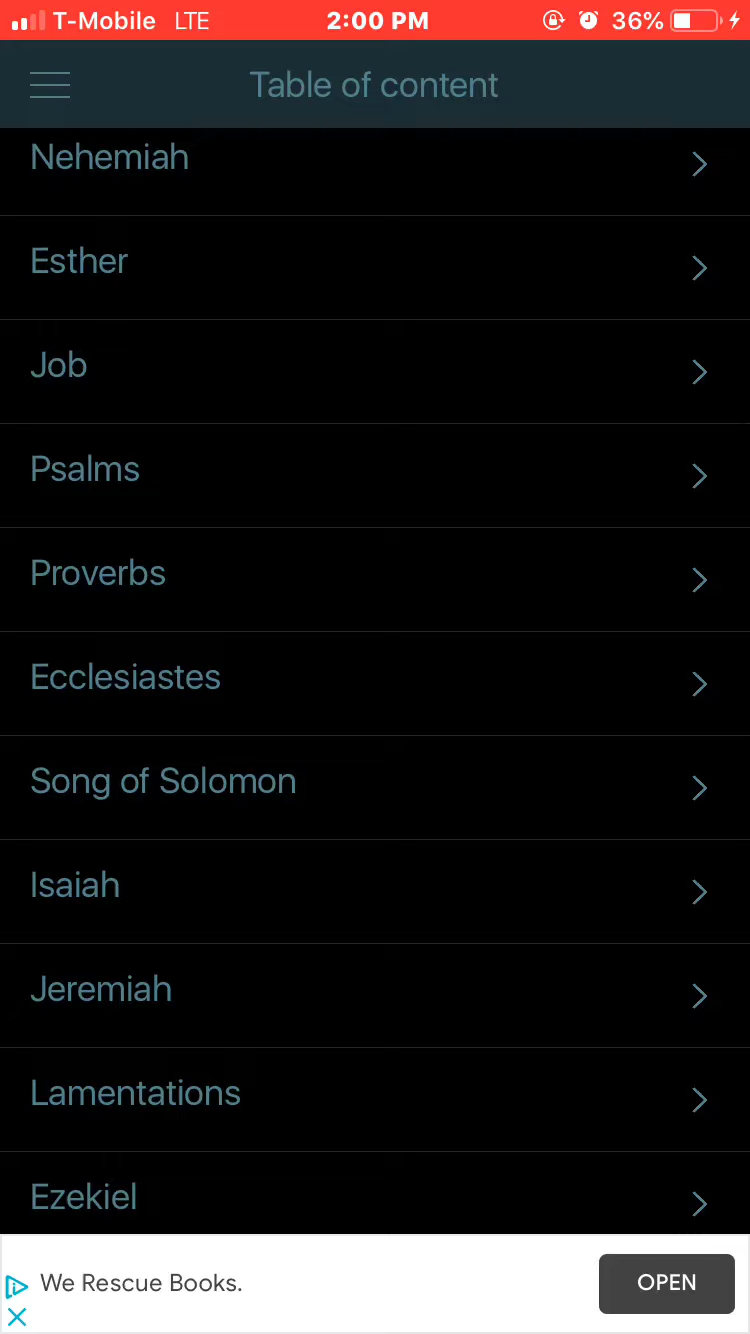 T-Mobile LTE 2:00 PM 36%
Table of content
Nehemiah
Esther
Job
Psalms
Proverbs
Ecclesiastes
Song of Solomon
Isaiah
Jeremiah
Lamentations
Ezekiel
We Rescue Books. OPEN